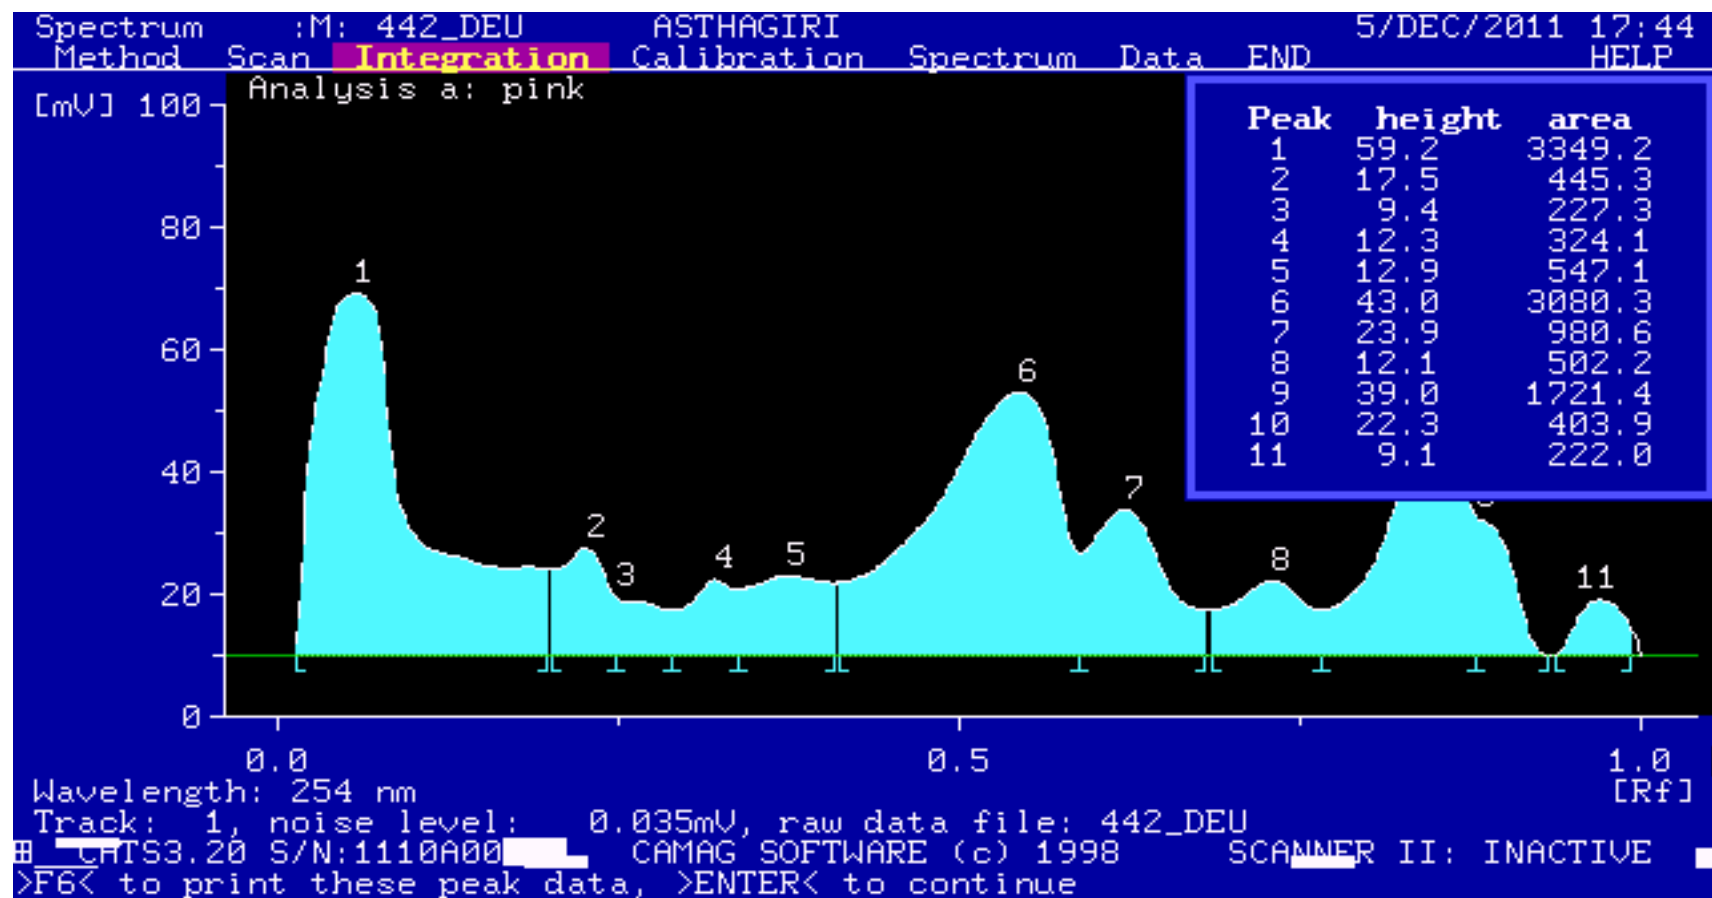 Spectrum :M: 442_DEU ASTHAGIRI 5/DEC/2011 17:44
Method Scan Integration Calibration Spectrum Data END HELP
Analysis a: pink
[mV] 100
80
60
40
20
0
Peak height area
1 59.2 3349.2
2 17.5 445.3
3 9.4 227.3
4 12.3 324.1
5 12.9 547.1
6 43.0 3080.3
7 23.9 980.6
8 12.1 502.2
9 39.0 1721.4
10 22.3 403.9
11 9.1 222.0
1
2
3
4
5
6
7
8
11
0.0 0.5 1.0
Wavelength: 254 nm [Rf]
Track: 1, noise level: 0.035mV, raw data file: 442_DEU
CATS3.20 S/N:1110A00 CAMAG SOFTWARE (c) 1998 SCANNER II: INACTIVE
>F6< to print these peak data, >ENTER< to continue